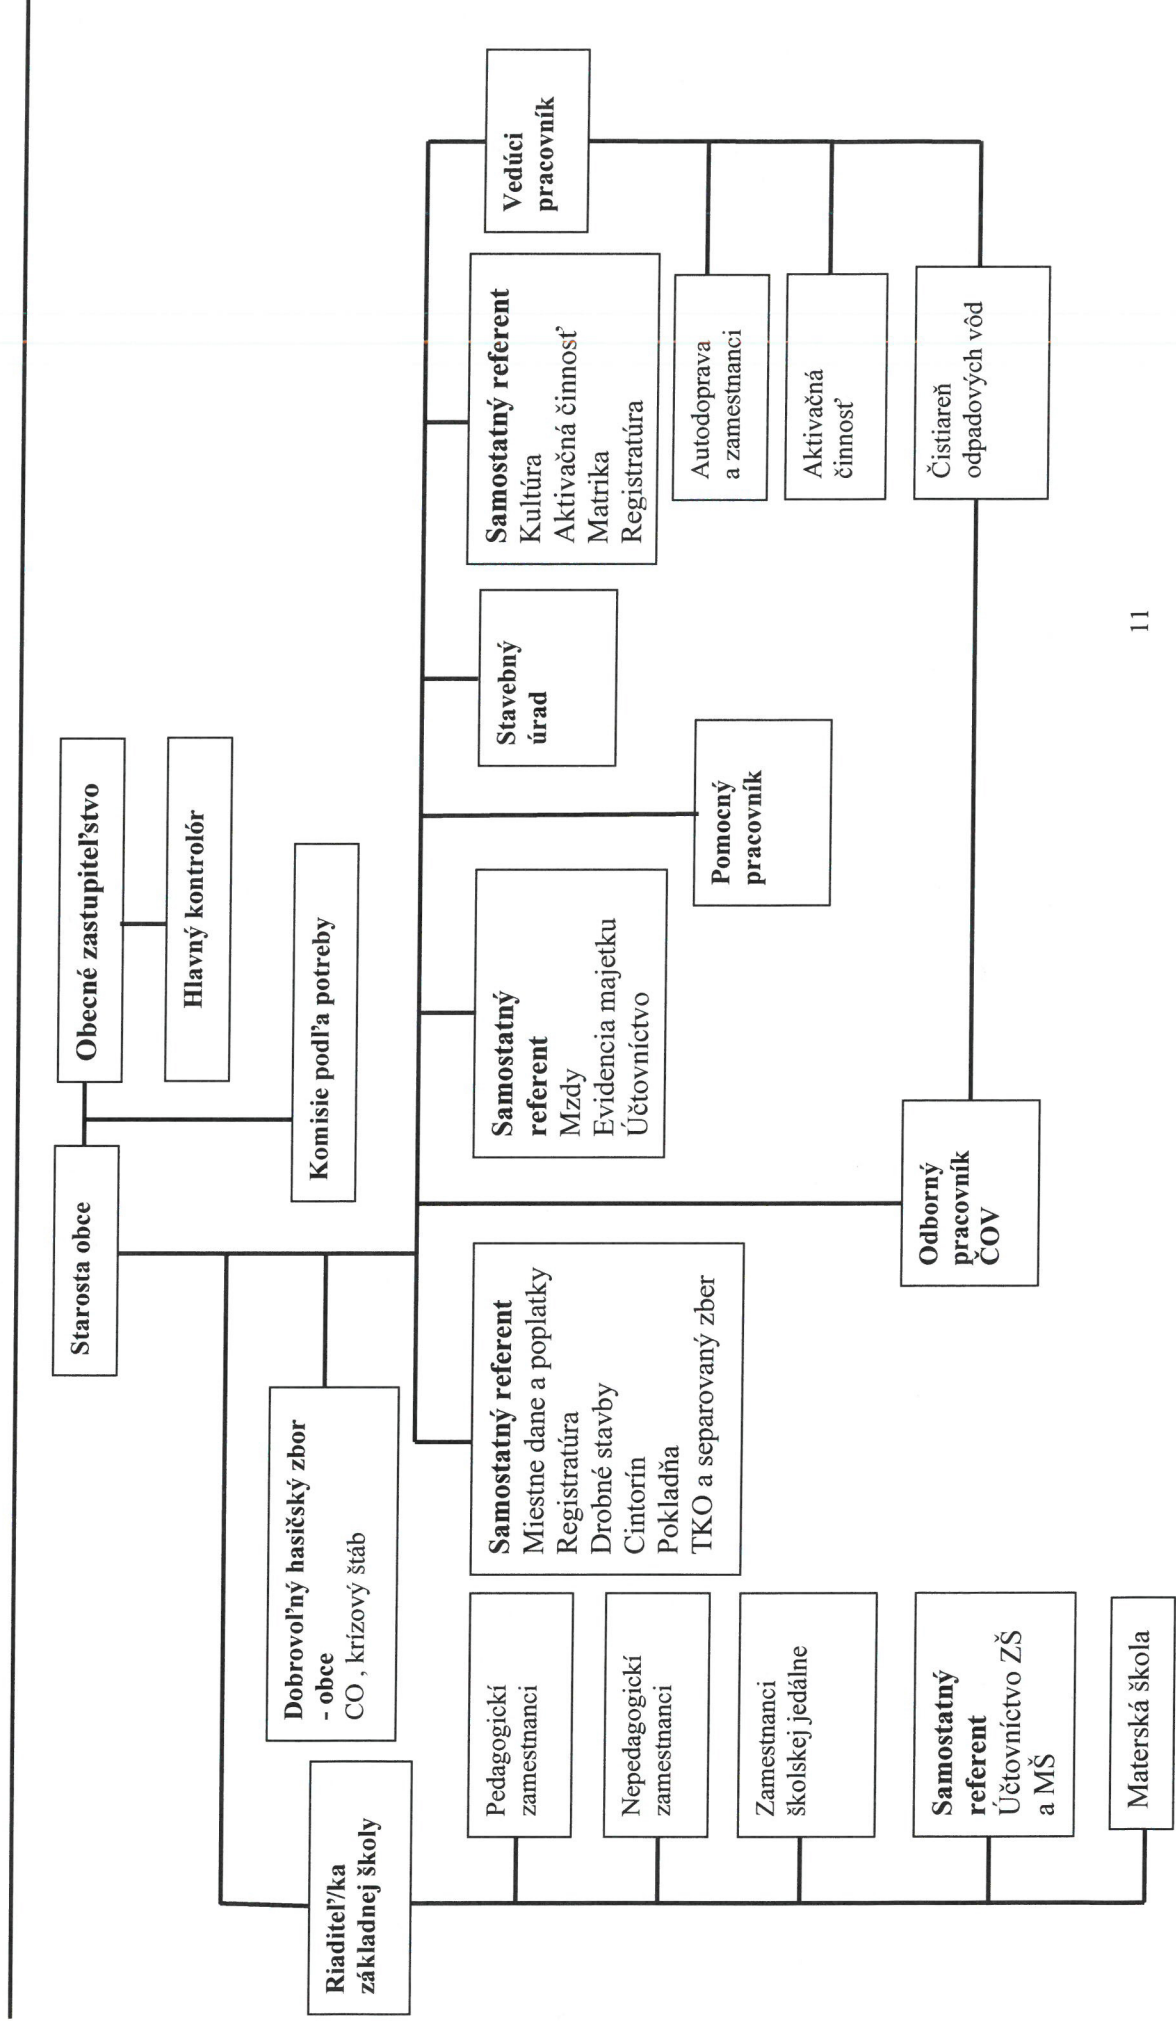 Starosta obce
Obecné zastupiteľstvo
Hlavný kontrolór
Komisie podľa potreby
Riaditeľ/ka
základnej školy
Dobrovoľný hasičský zbor
- obce
CO , krízový štáb
Pedagogickí
zamestnanci
Nepedagogickí
zamestnanci
Zamestnanci
školskej jedálne
Samostatný
referent
Účtovníctvo ZŠ
a MŠ
Materská škola
Samostatný referent
Miestne dane a poplatky
Registratúra
Drobné stavby
Cintorín
Pokladňa
TKO a separovaný zber
Odborný
pracovník
ČOV
Samostatný
referent
Mzdy
Evidencia majetku
Účtovníctvo
Pomocný
pracovník
Stavebný
úrad
Samostatný referent
Kultúra
Aktivačná činnosť
Matrika
Registratúra
Vedúci
pracovník
Autodoprava
a zamestnanci
Aktivačná
činnosť
Čistiareň
odpadových vôd
11